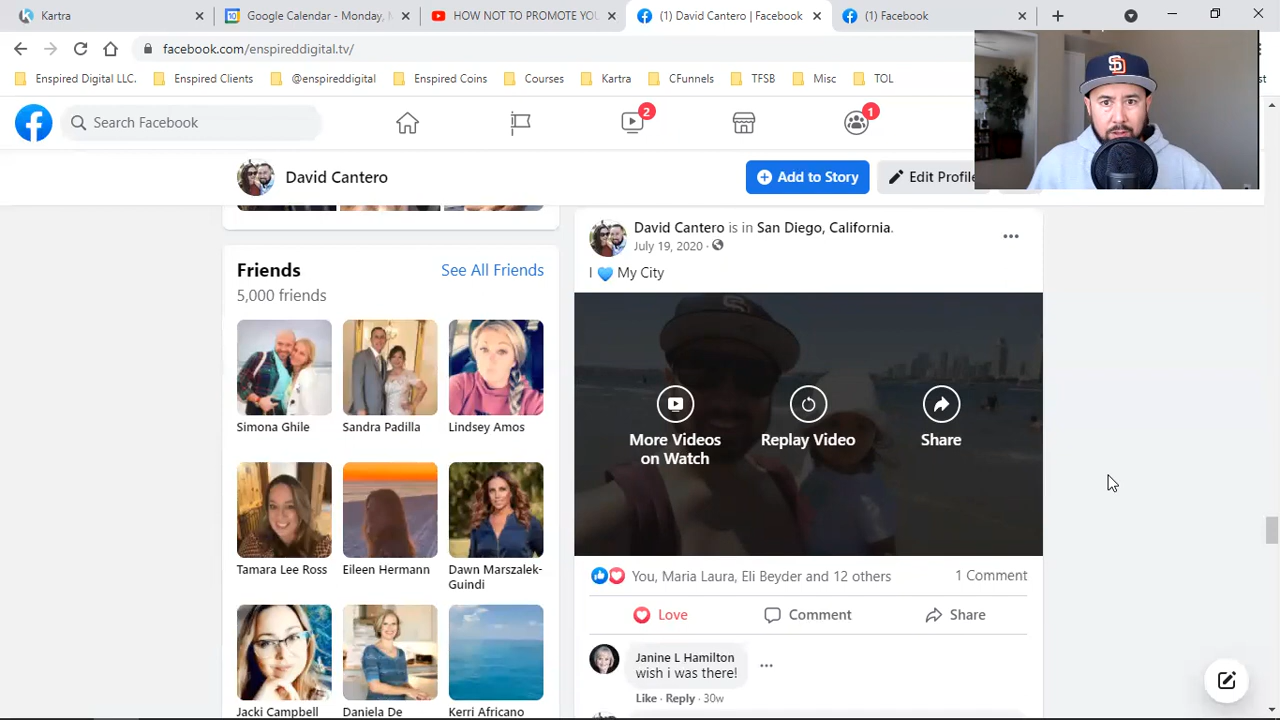 Kartra
Google Calendar - Monday, M
HOW NOT TO PROMOTE YOU
(1) David Cantero | Facebook
(1) Facebook
facebook.com/enspireddigital.tv/
Enspired Digital LLC.
Enspired Clients
@enspireddigital
Enspired Coins
Courses
Kartra
CFunnels
TFSB
Misc
TOL
Search Facebook
2
1
David Cantero
Add to Story
Edit Profile
Friends
See All Friends
5,000 friends
Simona Ghile
Sandra Padilla
Lindsey Amos
Tamara Lee Ross
Eileen Hermann
Dawn Marszalek-
Guindi
Jacki Campbell
Daniela De
Kerri Africano
David Cantero is in San Diego, California.
July 19, 2020 ·
I 💙 My City
More Videos
on Watch
Replay Video
Share
You, Maria Laura, Eli Beyder and 12 others
1 Comment
Love
Comment
Share
Janine L Hamilton
wish i was there!
Like · Reply · 30w